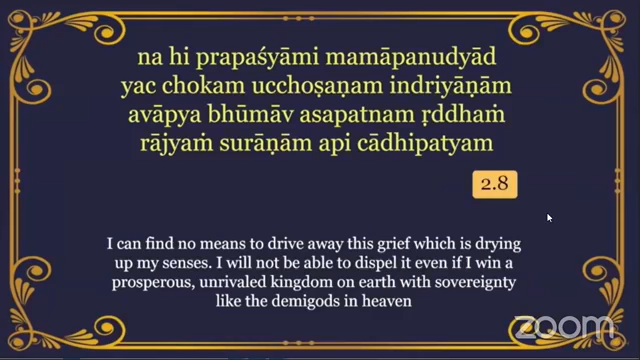 na hi prapaśyāmi mamāpanudyād
yac chokam ucchoṣaṇam indriyāṇām
avāpya bhūmāv asapatnam ṛddhaṁ
rājyaṁ surāṇām api cādhipatyam
2.8
I can find no means to drive away this grief which is drying
up my senses. I will not be able to dispel it even if I win a
prosperous, unrivaled kingdom on earth with sovereignty
like the demigods in heaven
zoom